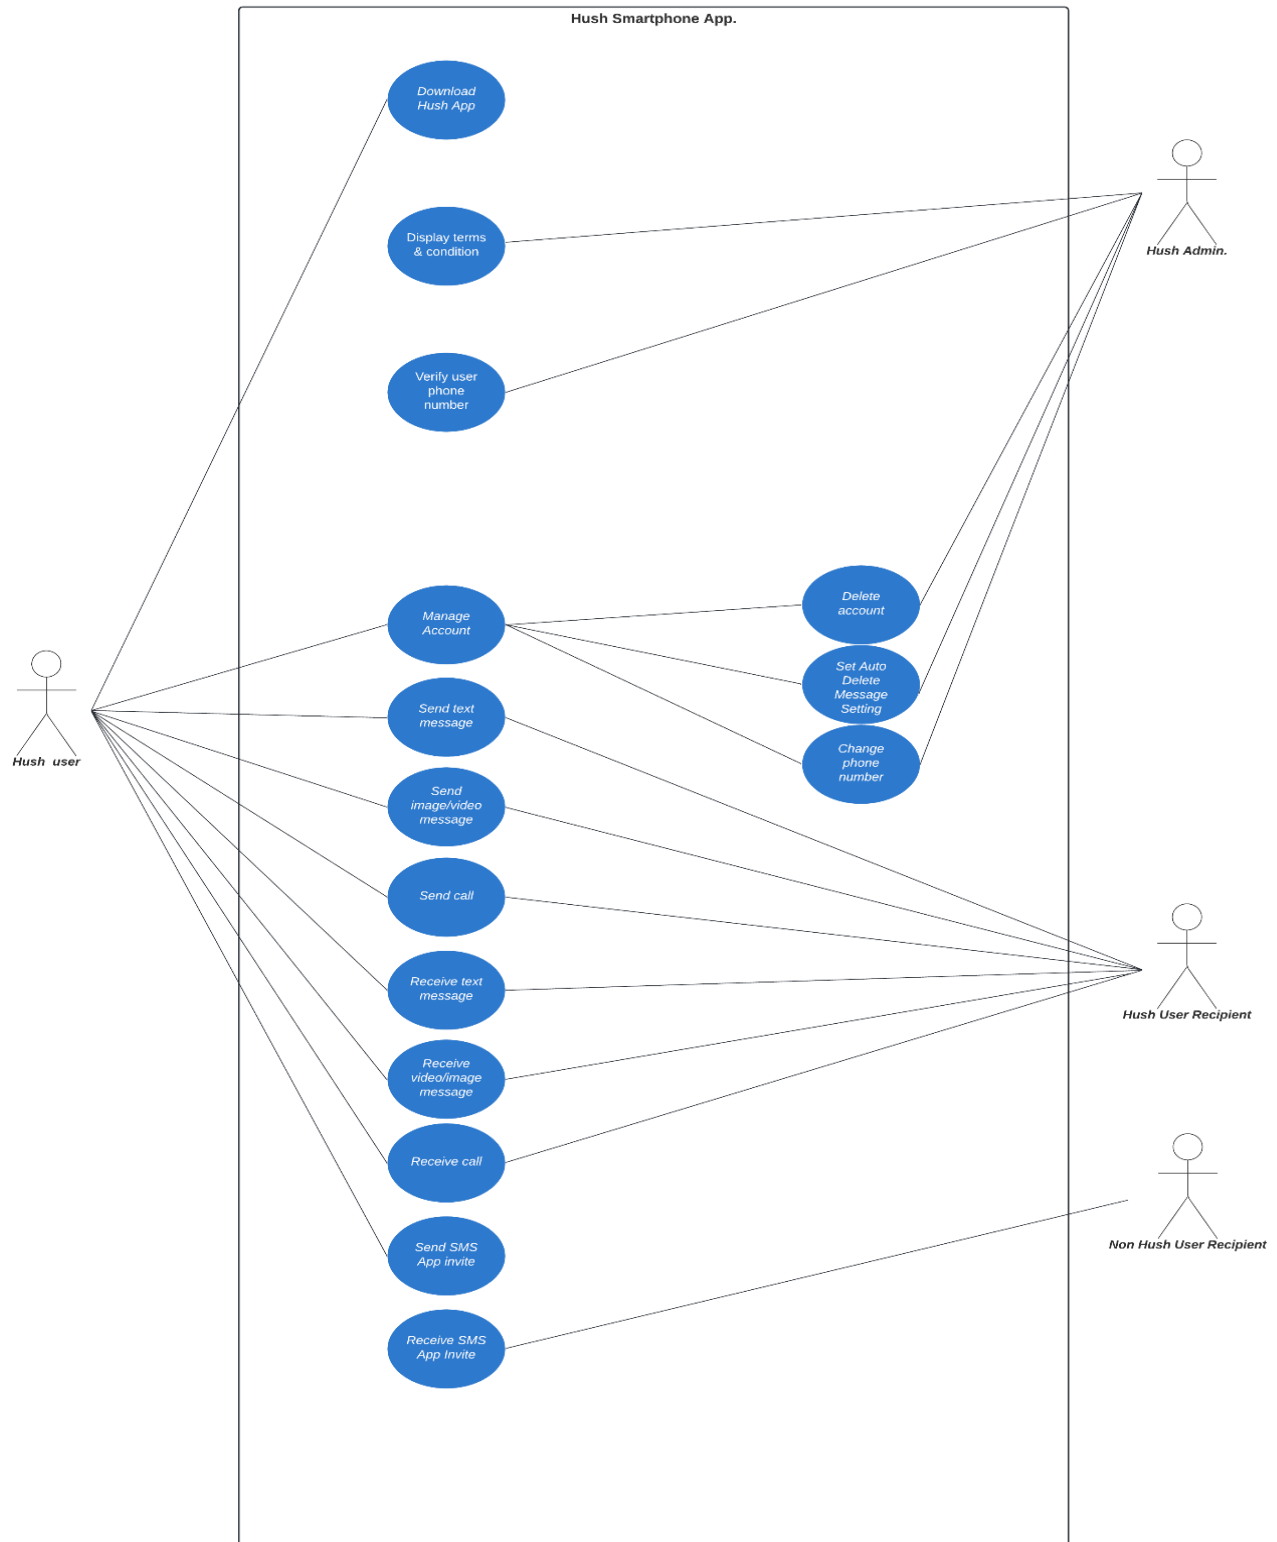 Hush Smartphone App.
Download
Hush App
Display terms
& condition
Hush Admin.
Verify user
phone
number
Manage
Account
Delete
account
Set Auto
Delete
Message
Setting
Change
phone
number
Hush  user
Send text
message
Send
image/video
message
Send call
Receive text
message
Hush User Recipient
Receive
video/image
message
Receive call
Non Hush User Recipient
Send SMS
App invite
Receive SMS
App Invite